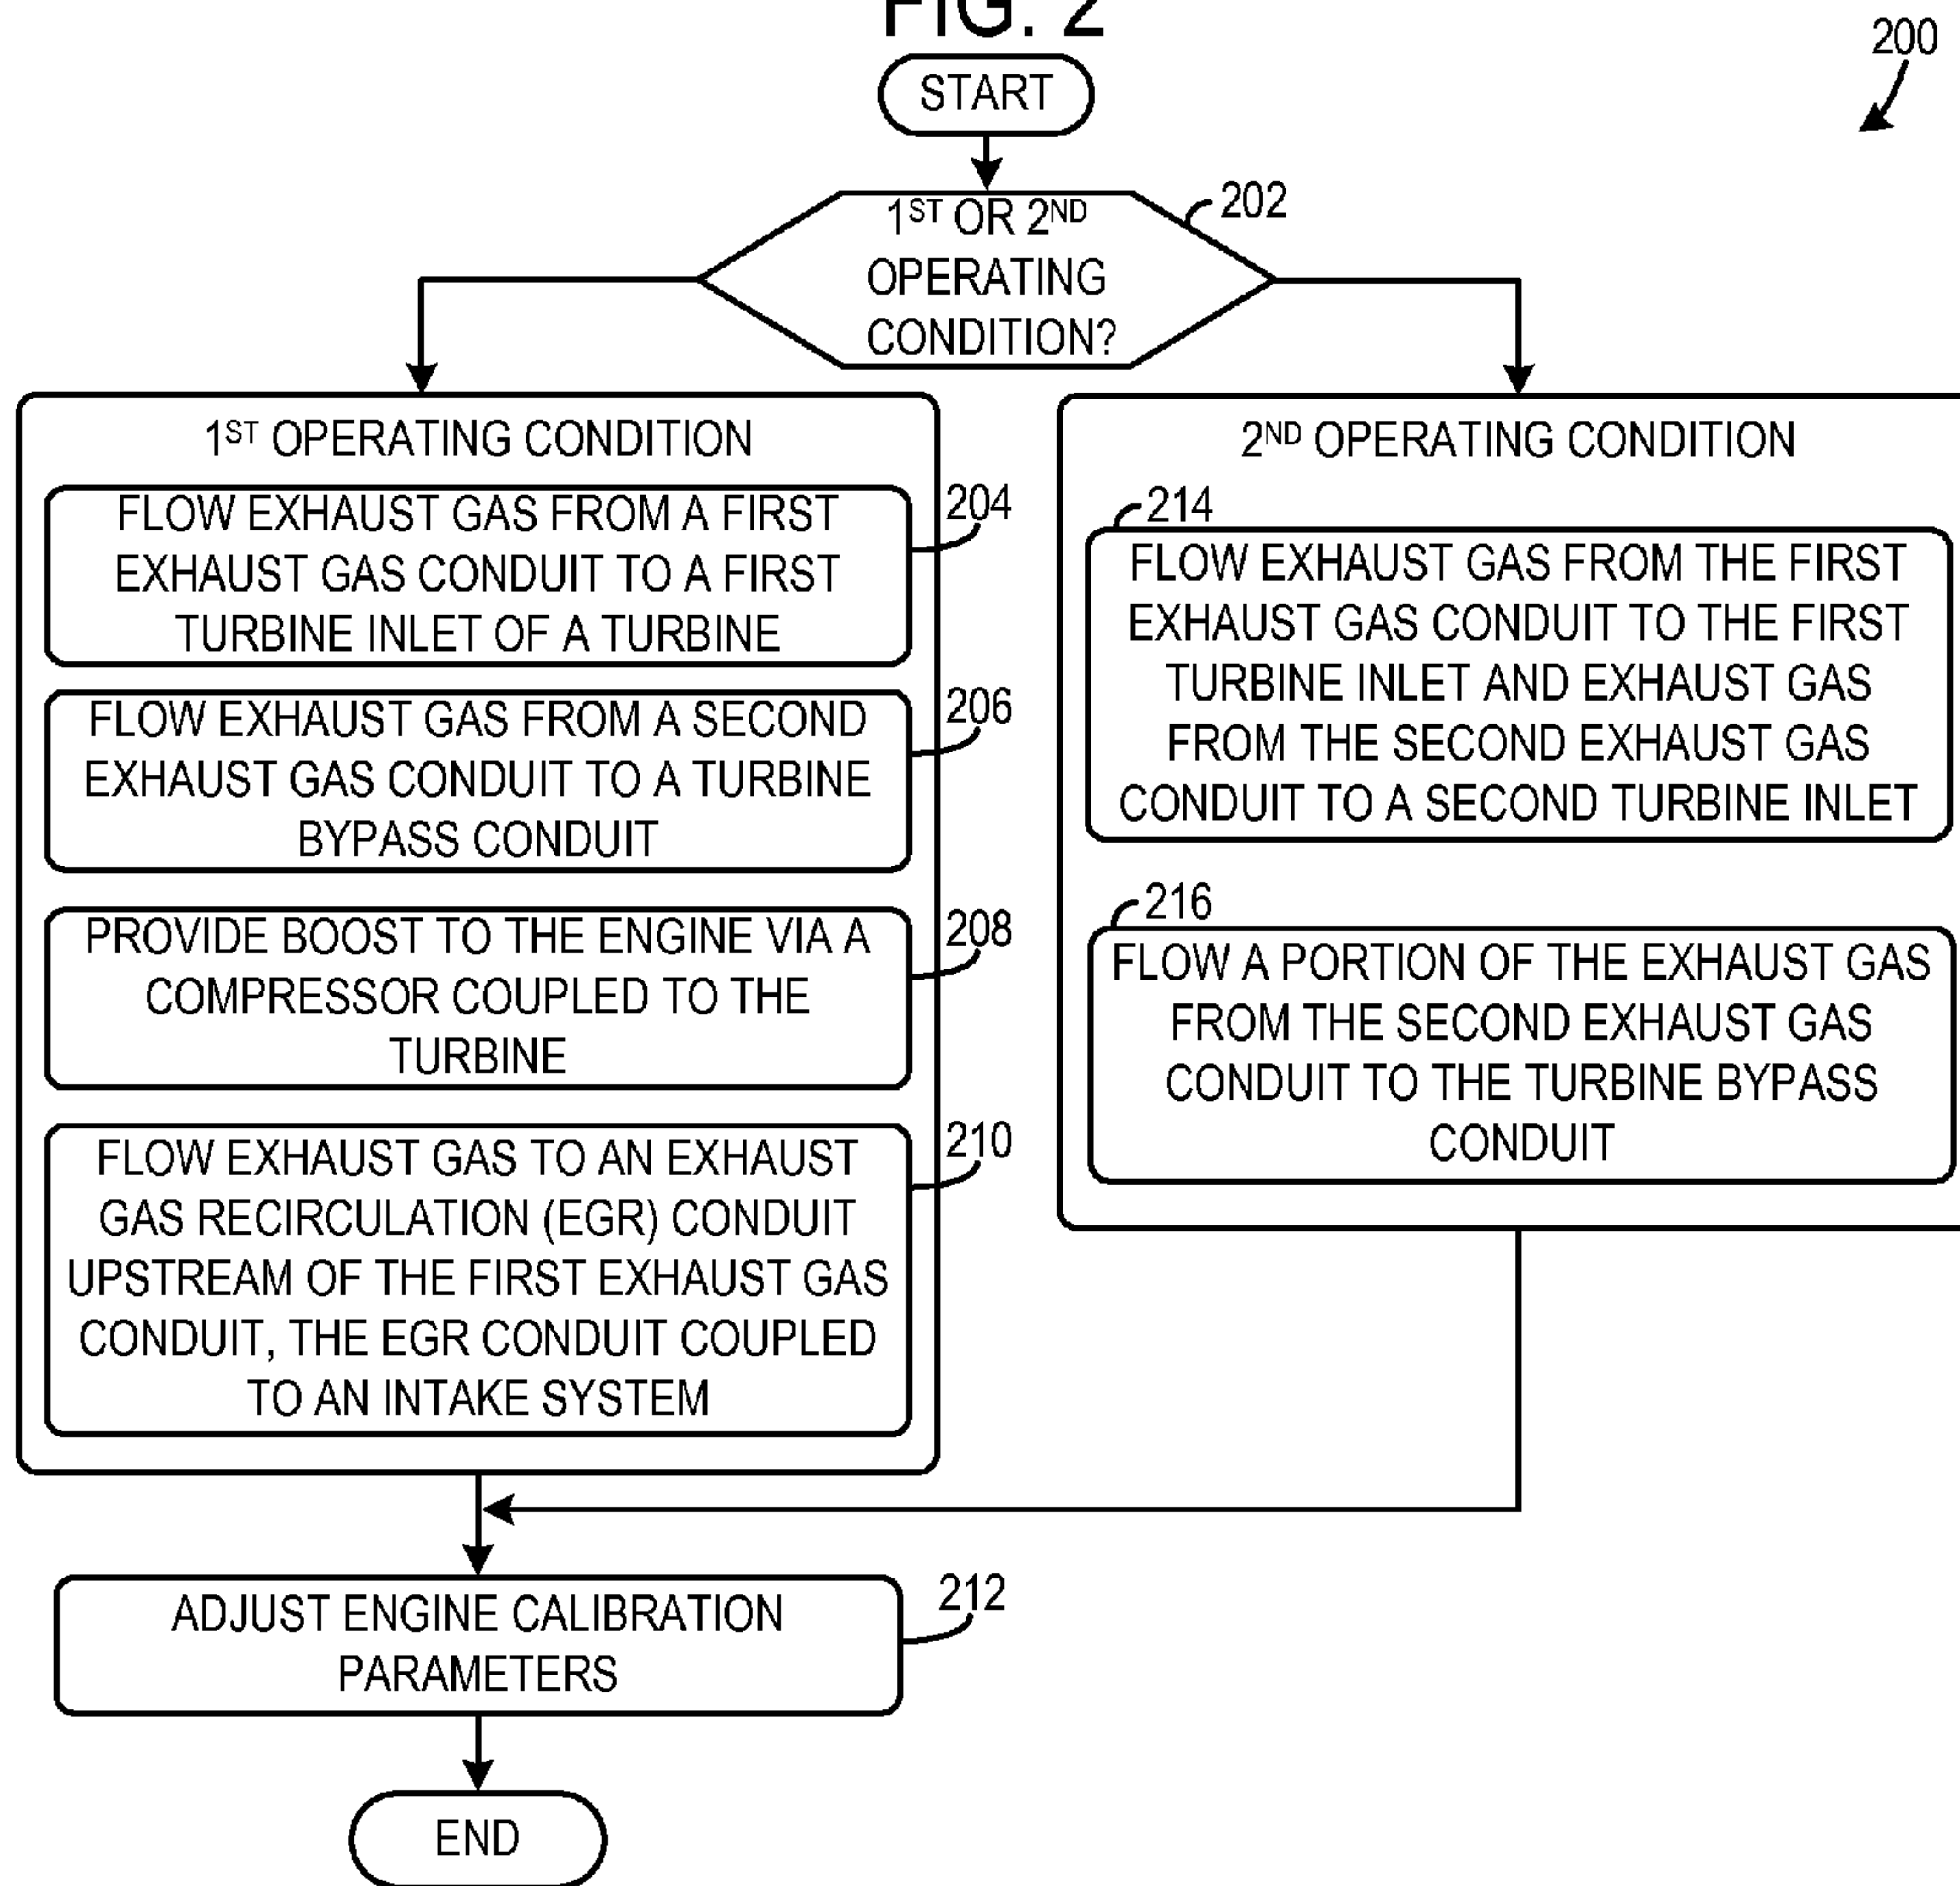 FIG. 2
200
START
202
1ST OR 2ND
OPERATING
CONDITION?
1ST OPERATING CONDITION
204
FLOW EXHAUST GAS FROM A FIRST
EXHAUST GAS CONDUIT TO A FIRST
TURBINE INLET OF A TURBINE
206
FLOW EXHAUST GAS FROM A SECOND
EXHAUST GAS CONDUIT TO A TURBINE
BYPASS CONDUIT
208
PROVIDE BOOST TO THE ENGINE VIA A
COMPRESSOR COUPLED TO THE
TURBINE
210
FLOW EXHAUST GAS TO AN EXHAUST
GAS RECIRCULATION (EGR) CONDUIT
UPSTREAM OF THE FIRST EXHAUST GAS
CONDUIT, THE EGR CONDUIT COUPLED
TO AN INTAKE SYSTEM
2ND OPERATING CONDITION
214
FLOW EXHAUST GAS FROM THE FIRST
EXHAUST GAS CONDUIT TO THE FIRST
TURBINE INLET AND EXHAUST GAS
FROM THE SECOND EXHAUST GAS
CONDUIT TO A SECOND TURBINE INLET
216
FLOW A PORTION OF THE EXHAUST GAS
FROM THE SECOND EXHAUST GAS
CONDUIT TO THE TURBINE BYPASS
CONDUIT
212
ADJUST ENGINE CALIBRATION
PARAMETERS
END